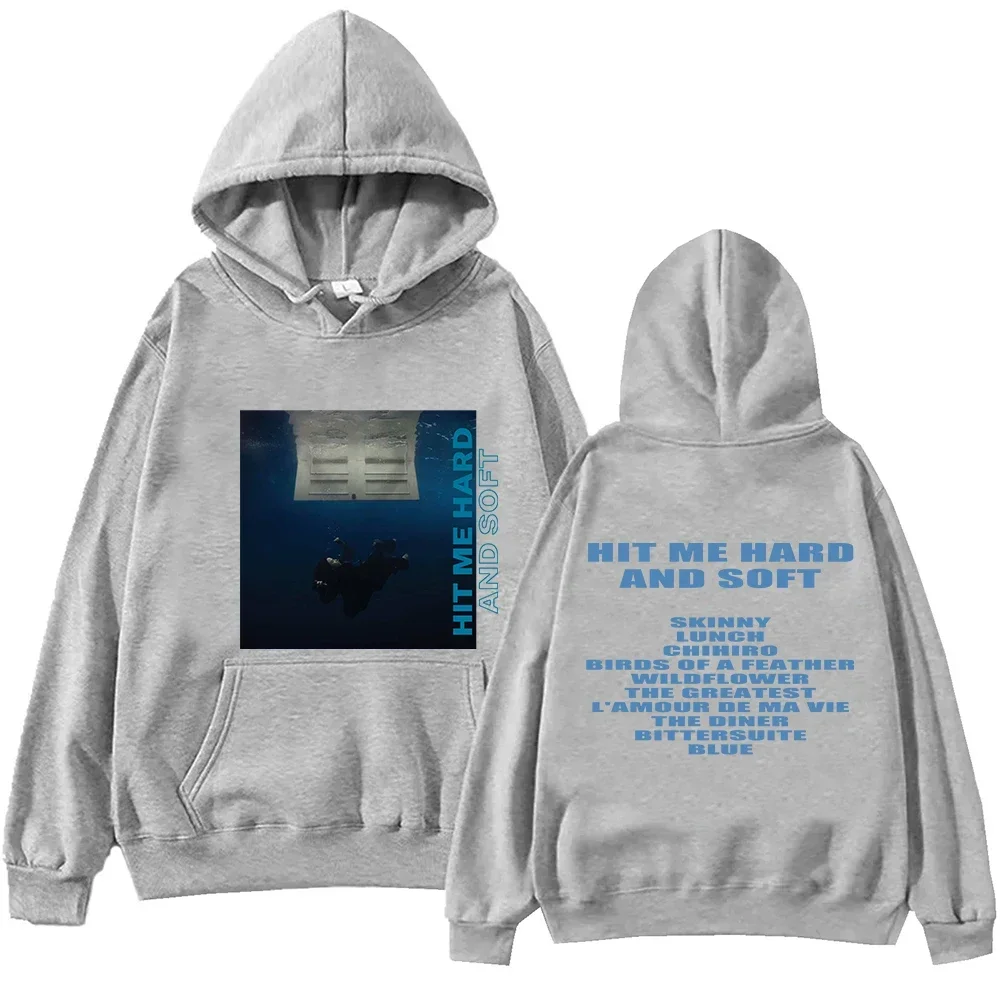 L
HIT ME HARD
AND SOFT
HIT ME HARD
AND SOFT
SKINNY
LUNCH
CHIHIRO
BIRDS OF A FEATHER
WILDFLOWER
THE GREATEST
L'AMOUR DE MA VIE
THE DINER
BITTERSUITE
BLUE